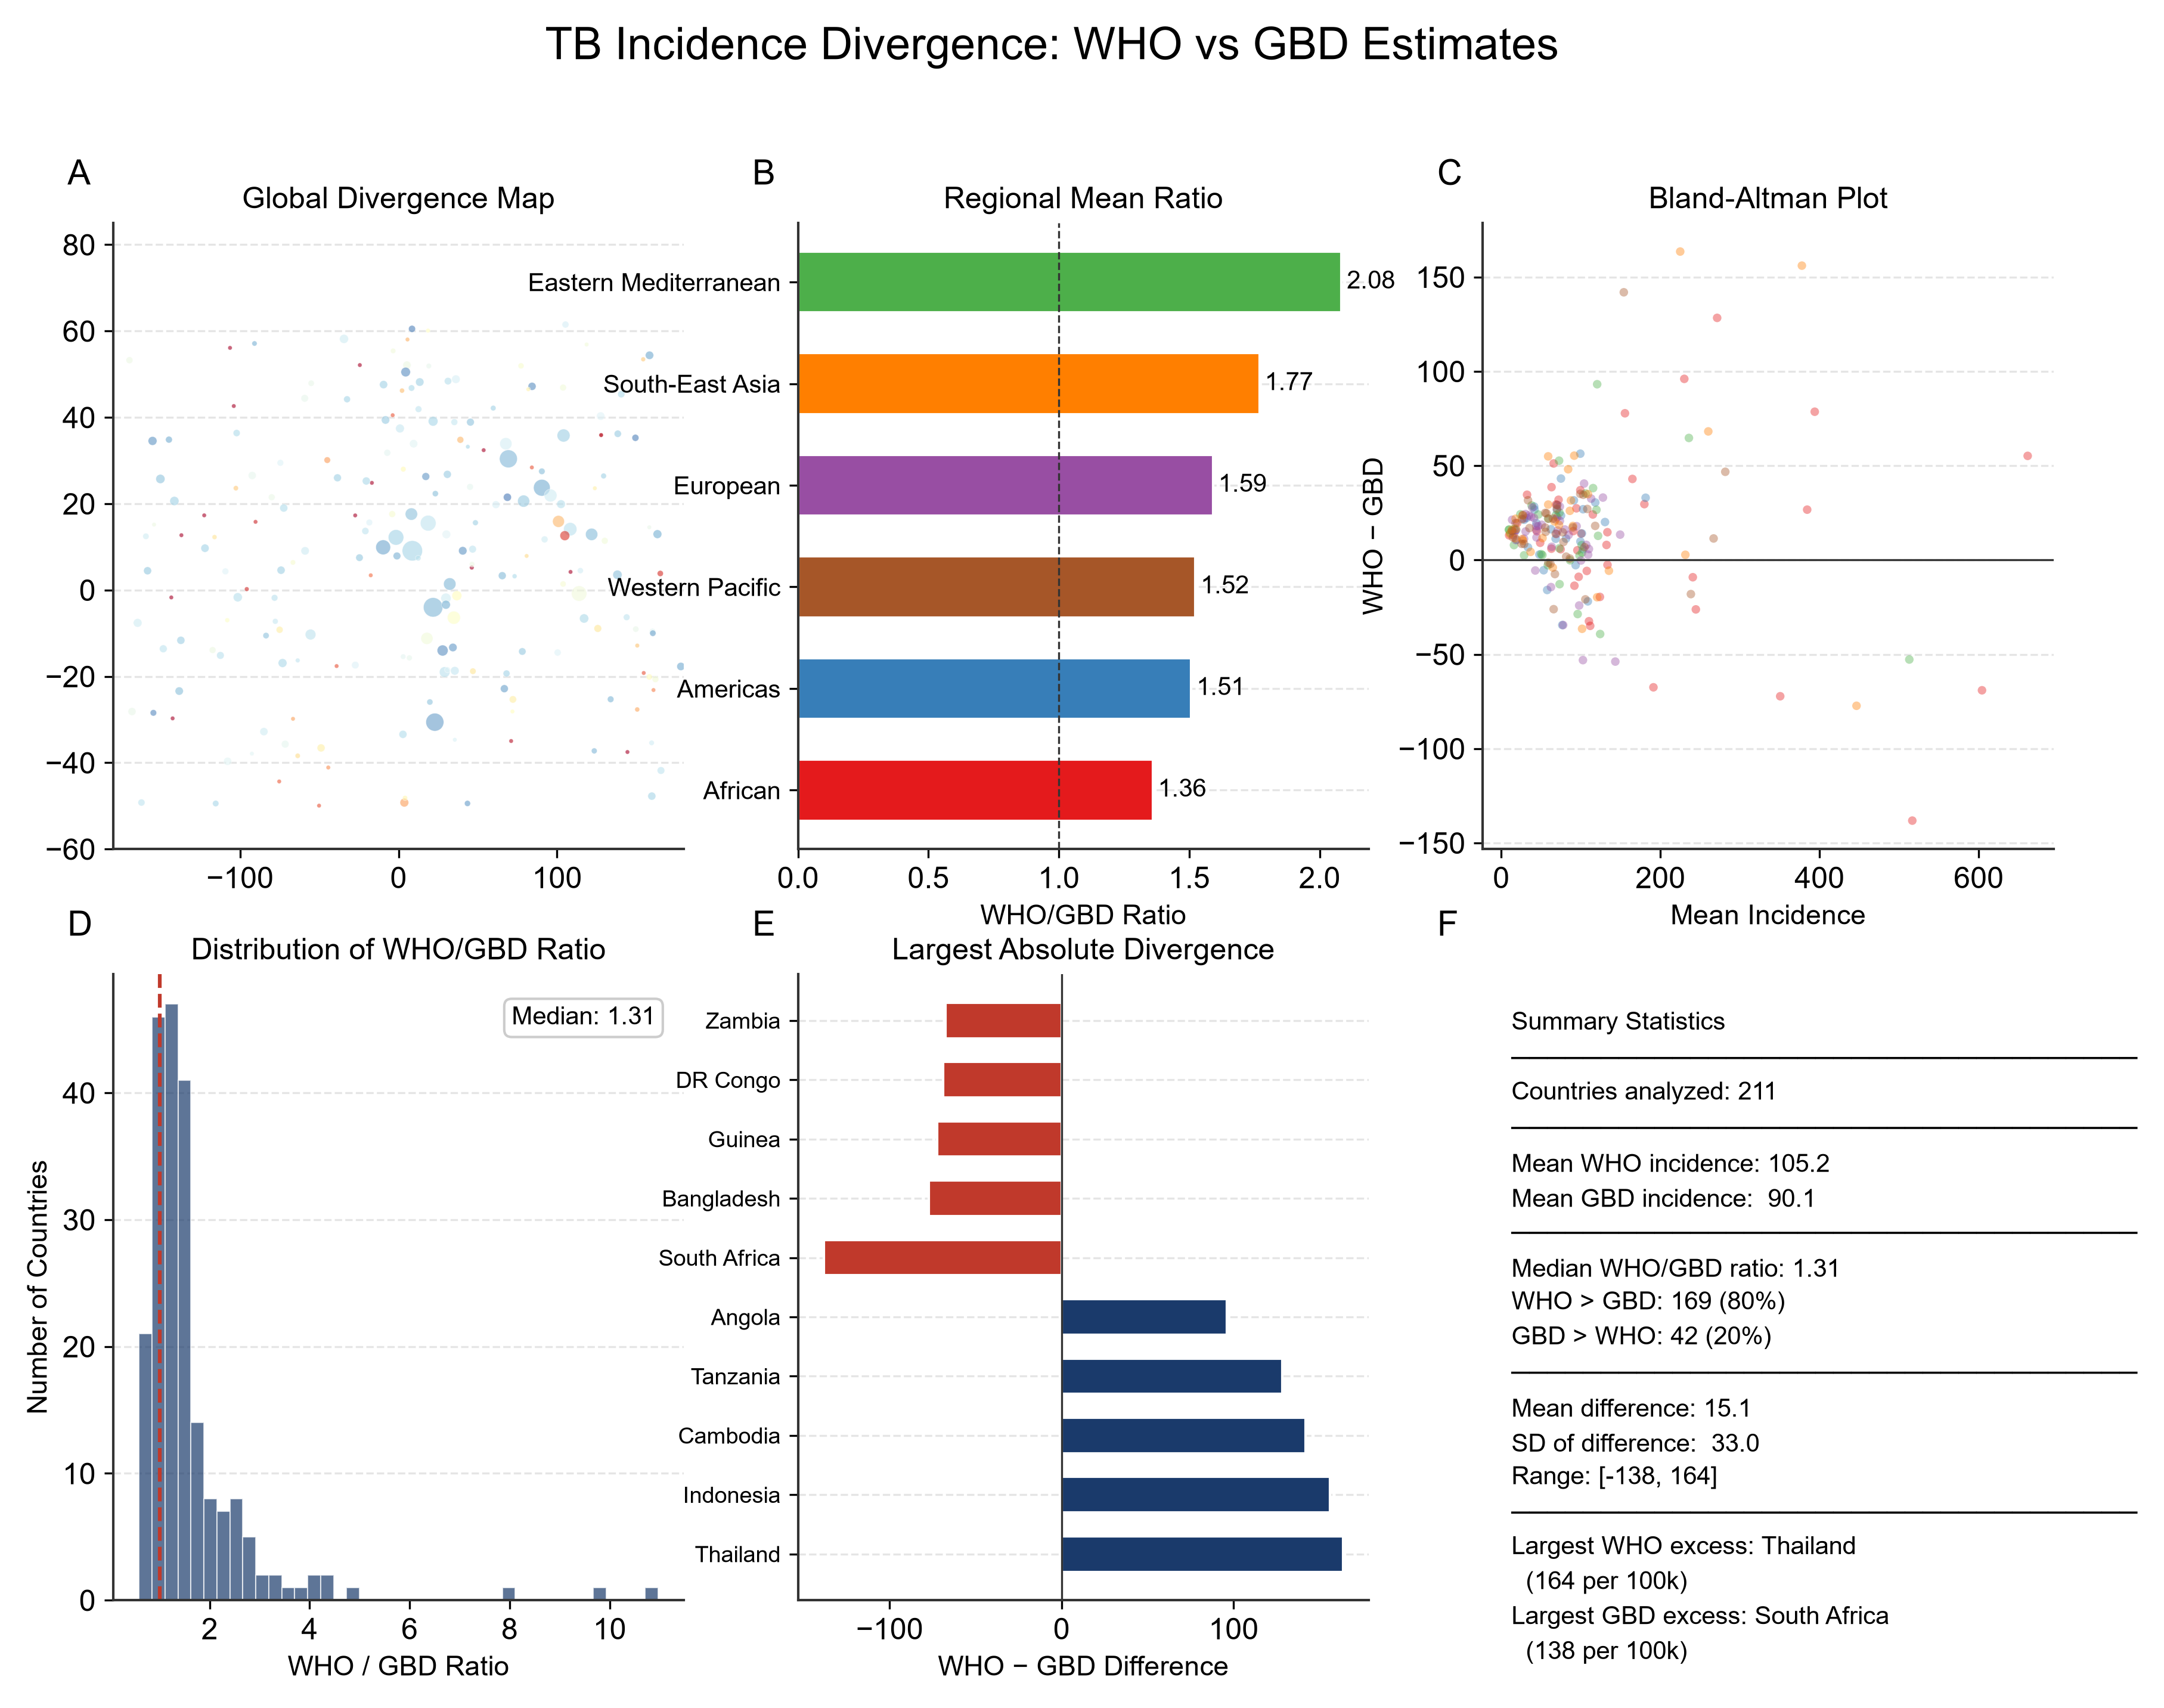 TB Incidence Divergence: WHO vs GBD Estimates
A
Global Divergence Map
80
60
40
20
0
−20
−40
−60
−100
0
100
B
Regional Mean Ratio
Eastern Mediterranean
2.08
South-East Asia
1.77
European
1.59
Western Pacific
1.52
Americas
1.51
African
1.36
0.0
0.5
1.0
1.5
2.0
WHO/GBD Ratio
C
Bland-Altman Plot
WHO − GBD
150
100
50
0
−50
−100
−150
0
200
400
600
Mean Incidence
D
Distribution of WHO/GBD Ratio
Median: 1.31
Number of Countries
40
30
20
10
0
2
4
6
8
10
WHO / GBD Ratio
E
Largest Absolute Divergence
Zambia
DR Congo
Guinea
Bangladesh
South Africa
Angola
Tanzania
Cambodia
Indonesia
Thailand
−100
0
100
WHO − GBD Difference
F
Summary Statistics
Countries analyzed: 211
Mean WHO incidence: 105.2
Mean GBD incidence: 90.1
Median WHO/GBD ratio: 1.31
WHO > GBD: 169 (80%)
GBD > WHO: 42 (20%)
Mean difference: 15.1
SD of difference: 33.0
Range: [-138, 164]
Largest WHO excess: Thailand
(164 per 100k)
Largest GBD excess: South Africa
(138 per 100k)